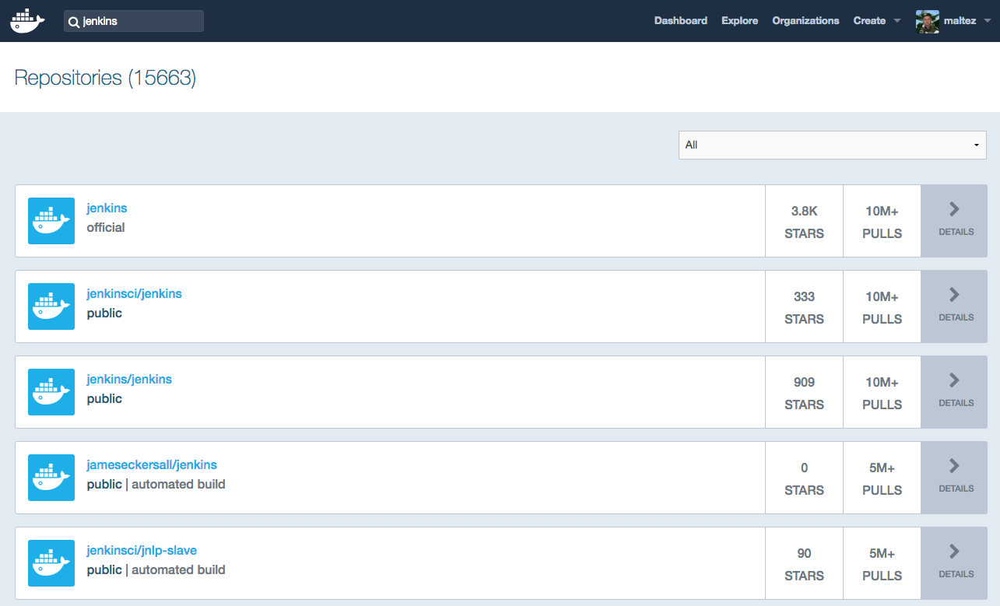 jenkins
Dashboard Explore Organizations Create maltez
Repositories (15663)
All
jenkins
official
3.8K
STARS
10M+
PULLS
DETAILS
jenkinsci/jenkins
public
333
STARS
10M+
PULLS
DETAILS
jenkins/jenkins
public
909
STARS
10M+
PULLS
DETAILS
jameseckersall/jenkins
public | automated build
0
STARS
5M+
PULLS
DETAILS
jenkinsci/jnlp-slave
public | automated build
90
STARS
5M+
PULLS
DETAILS